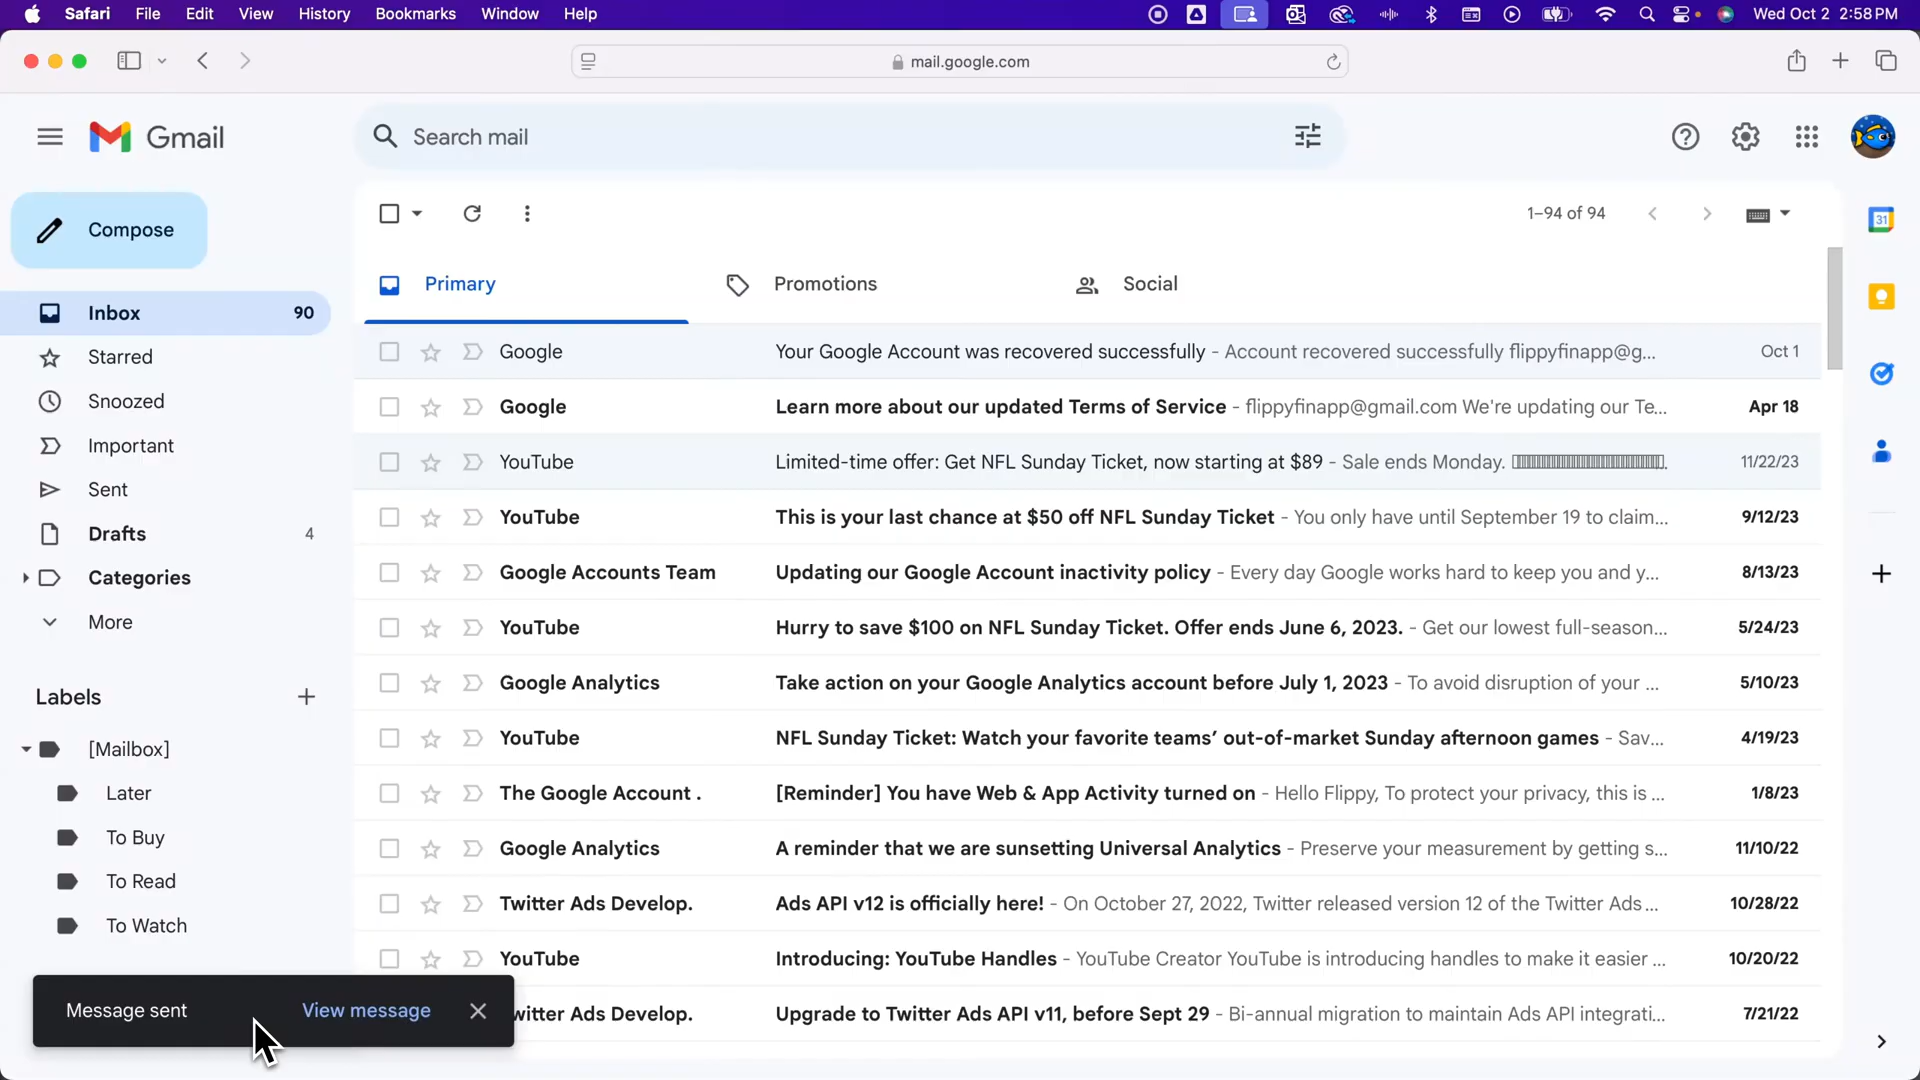 Safari File Edit View History Bookmarks Window Help Wed Oct 2 2:58 PM
mail.google.com
Gmail
Search mail
Compose
1–94 of 94
31
Primary
Promotions
Social
Inbox 90
Starred
Snoozed
Important
Sent
Drafts 4
Categories
More
Labels
[Mailbox]
Later
To Buy
To Read
To Watch
Google Your Google Account was recovered successfully - Account recovered successfully flippyfinapp@g... Oct 1
Google Learn more about our updated Terms of Service - flippyfinapp@gmail.com We're updating our Te... Apr 18
YouTube Limited-time offer: Get NFL Sunday Ticket, now starting at $89 - Sale ends Monday. 11/22/23
YouTube This is your last chance at $50 off NFL Sunday Ticket - You only have until September 19 to claim... 9/12/23
Google Accounts Team Updating our Google Account inactivity policy - Every day Google works hard to keep you and y... 8/13/23
YouTube Hurry to save $100 on NFL Sunday Ticket. Offer ends June 6, 2023. - Get our lowest full-season... 5/24/23
Google Analytics Take action on your Google Analytics account before July 1, 2023 - To avoid disruption of your ... 5/10/23
YouTube NFL Sunday Ticket: Watch your favorite teams’ out-of-market Sunday afternoon games - Sav... 4/19/23
The Google Account . [Reminder] You have Web & App Activity turned on - Hello Flippy, To protect your privacy, this is ... 1/8/23
Google Analytics A reminder that we are sunsetting Universal Analytics - Preserve your measurement by getting s... 11/10/22
Twitter Ads Develop. Ads API v12 is officially here! - On October 27, 2022, Twitter released version 12 of the Twitter Ads ... 10/28/22
YouTube Introducing: YouTube Handles - YouTube Creator YouTube is introducing handles to make it easier ... 10/20/22
witter Ads Develop. Upgrade to Twitter Ads API v11, before Sept 29 - Bi-annual migration to maintain Ads API integrati... 7/21/22
Message sent View message